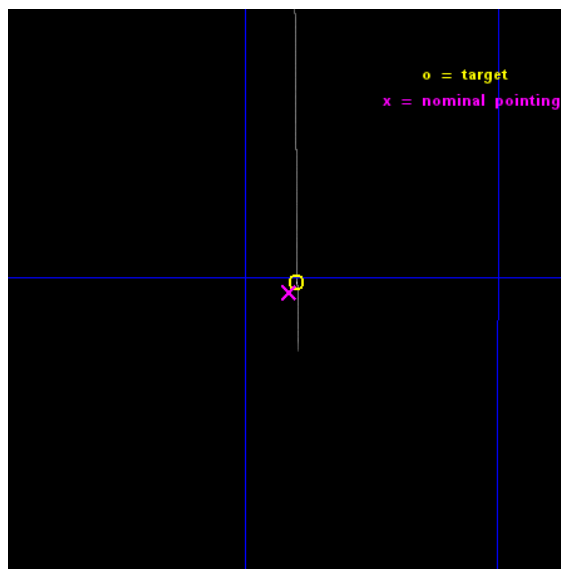 o = target
x = nominal pointing